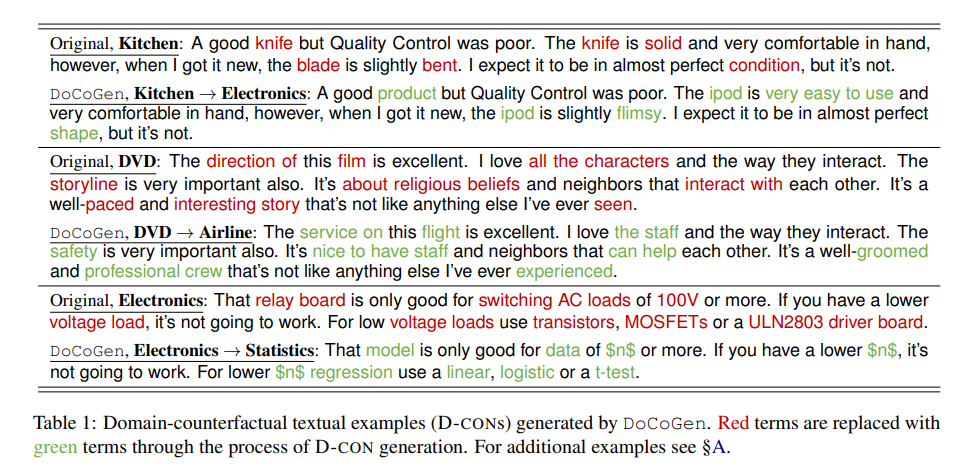 Original, Kitchen: A good knife but Quality Control was poor. The knife is solid and very comfortable in hand,
however, when I got it new, the blade is slightly bent. I expect it to be in almost perfect condition, but it's not.
DoCoGen, Kitchen → Electronics: A good product but Quality Control was poor. The ipod is very easy to use and
very comfortable in hand, however, when I got it new, the ipod is slightly flimsy. I expect it to be in almost perfect
shape, but it's not.
Original, DVD: The direction of this film is excellent. I love all the characters and the way they interact. The
storyline is very important also. It's about religious beliefs and neighbors that interact with each other. It's a
well-paced and interesting story that's not like anything else I've ever seen.
DoCoGen, DVD → Airline: The service on this flight is excellent. I love the staff and the way they interact. The
safety is very important also. It's nice to have staff and neighbors that can help each other. It's a well-groomed
and professional crew that's not like anything else I've ever experienced.
Original, Electronics: That relay board is only good for switching AC loads of 100V or more. If you have a lower
voltage load, it's not going to work. For low voltage loads use transistors, MOSFETs or a ULN2803 driver board.
DoCoGen, Electronics → Statistics: That model is only good for data of $n$ or more. If you have a lower $n$, it's
not going to work. For lower $n$ regression use a linear, logistic or a t-test.
Table 1: Domain-counterfactual textual examples (D-CONs) generated by DoCoGen. Red terms are replaced with
green terms through the process of D-CON generation. For additional examples see §A.